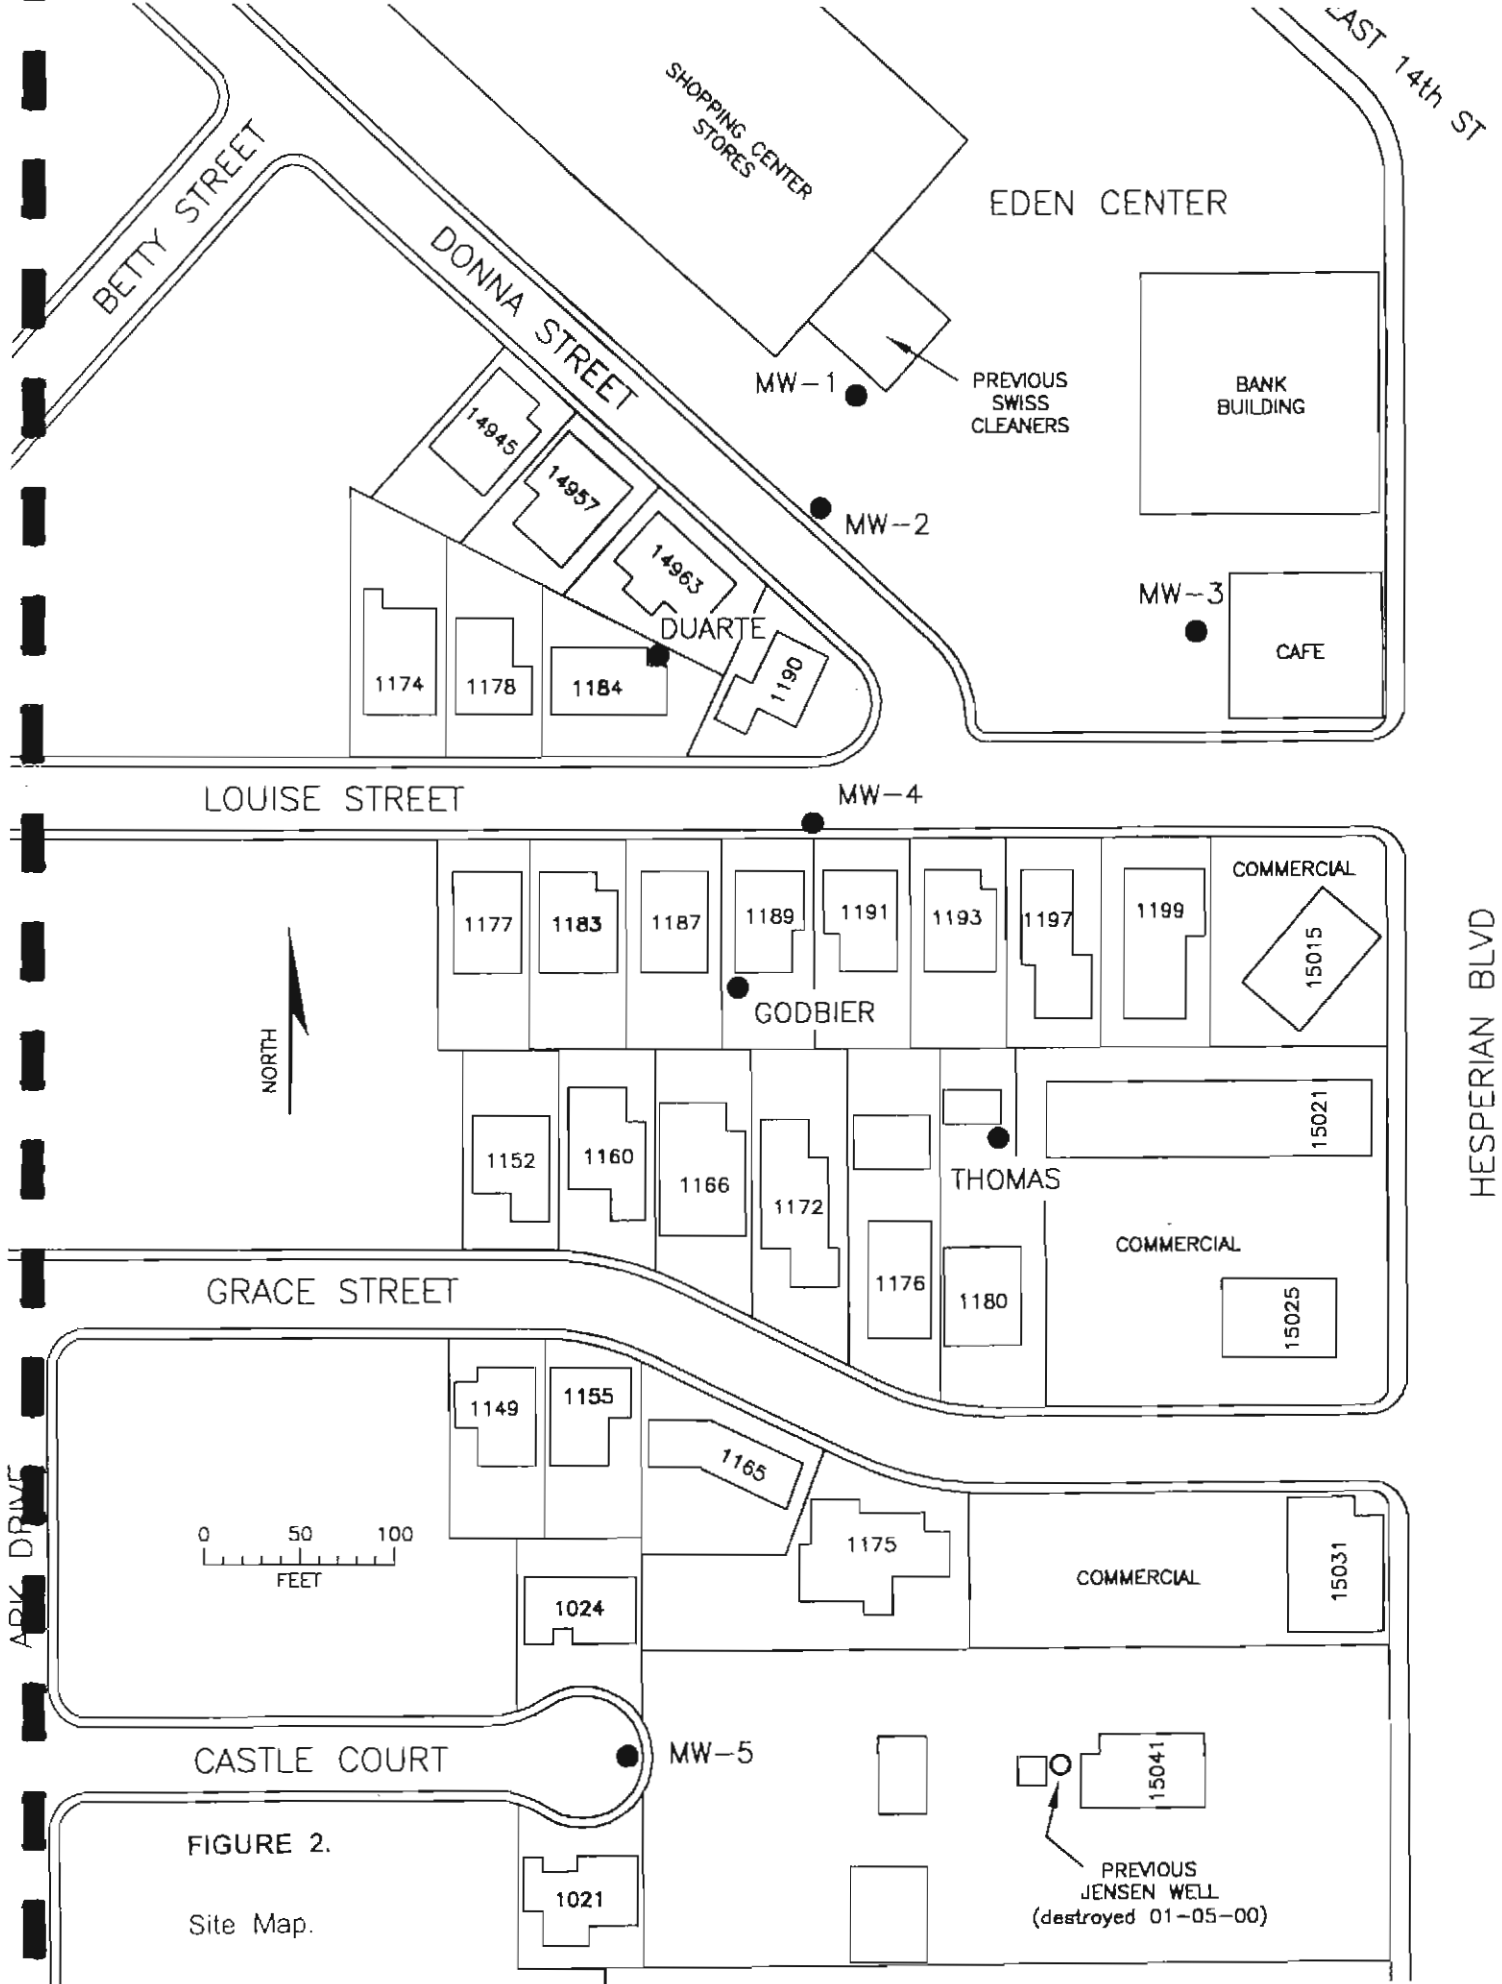 EAST 14th ST
SHOPPING CENTER
STORES
BETTY STREET
EDEN CENTER
DONNA STREET
MW-1
PREVIOUS
SWISS
CLEANERS
BANK
BUILDING
14945
14957
MW-2
14963
MW-3
DUARTE
CAFE
1174
1178
1184
1190
LOUISE STREET
MW-4
COMMERCIAL
1177
1183
1187
1189
1191
1193
1197
1199
15015
HESPERIAN BLVD
GODBIER
NORTH
15021
1152
1160
1166
1172
THOMAS
COMMERCIAL
GRACE STREET
1176
1180
15025
1149
1155
1165
ARK DRIVE
0 50 100
FEET
1175
COMMERCIAL
15031
1024
CASTLE COURT
MW-5
15041
FIGURE 2.
PREVIOUS
JENSEN WELL
(destroyed 01-05-00)
1021
Site Map.